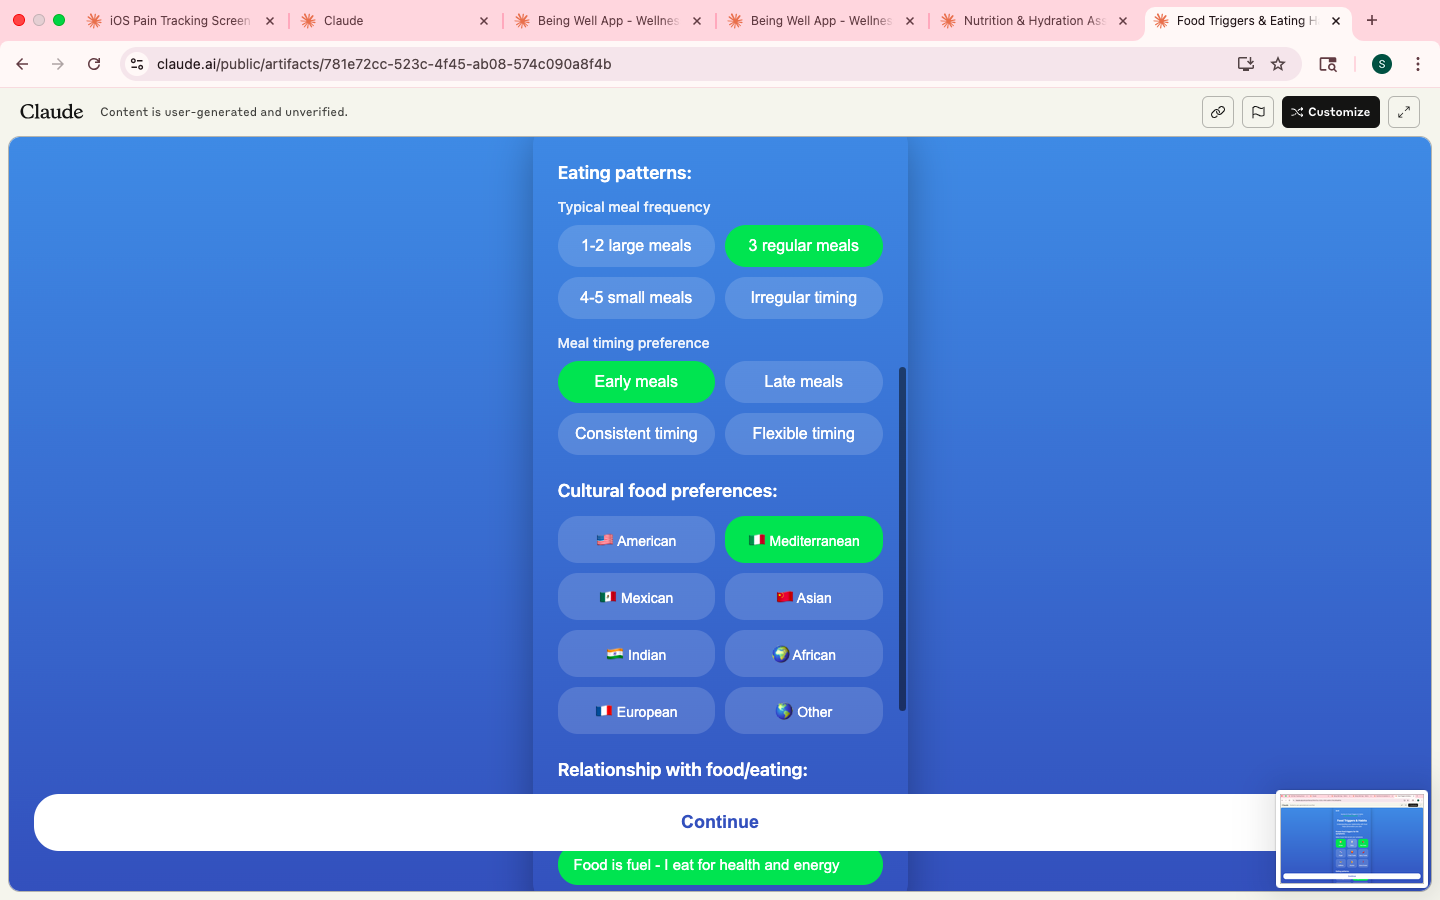 iOS Pain Tracking Screen
Claude
Being Well App - Wellnes
Being Well App - Wellnes
Nutrition & Hydration As
Food Triggers & Eating H
claude.ai/public/artifacts/781e72cc-523c-4f45-ab08-574c090a8f4b
S
Claude
Content is user-generated and unverified.
Customize
Eating patterns:
Typical meal frequency
1-2 large meals
3 regular meals
4-5 small meals
Irregular timing
Meal timing preference
Early meals
Late meals
Consistent timing
Flexible timing
Cultural food preferences:
American
Mediterranean
Mexican
Asian
Indian
African
European
Other
Relationship with food/eating:
Continue
Food is fuel - I eat for health and energy